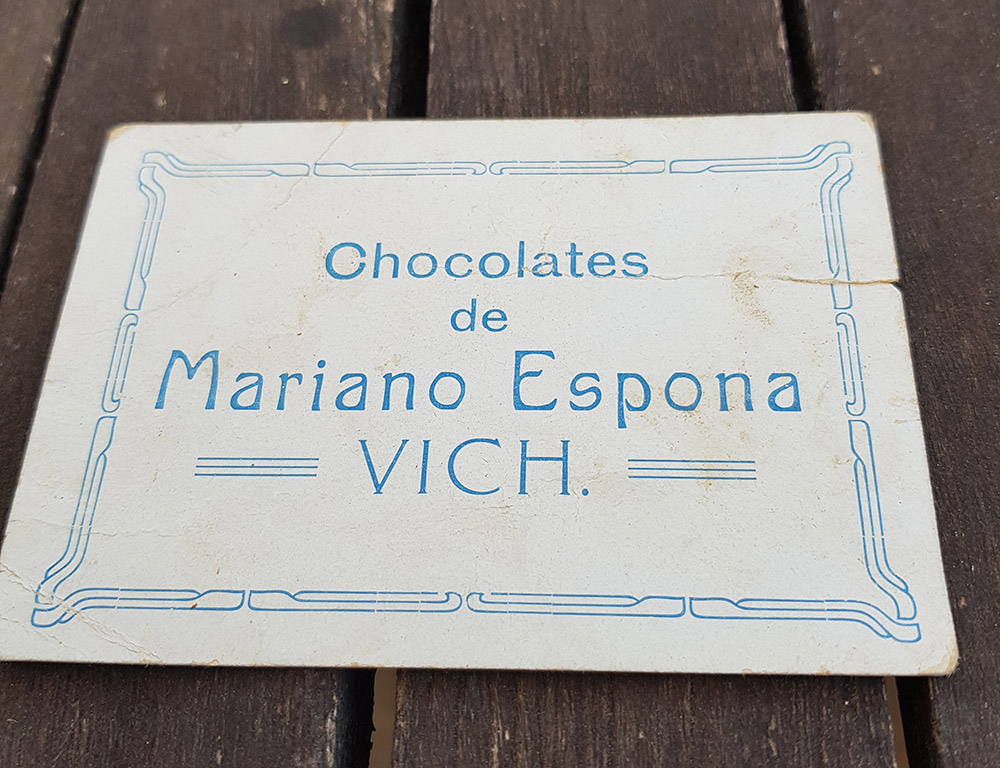 Chocolates
de
Mariano Espona
VICH.